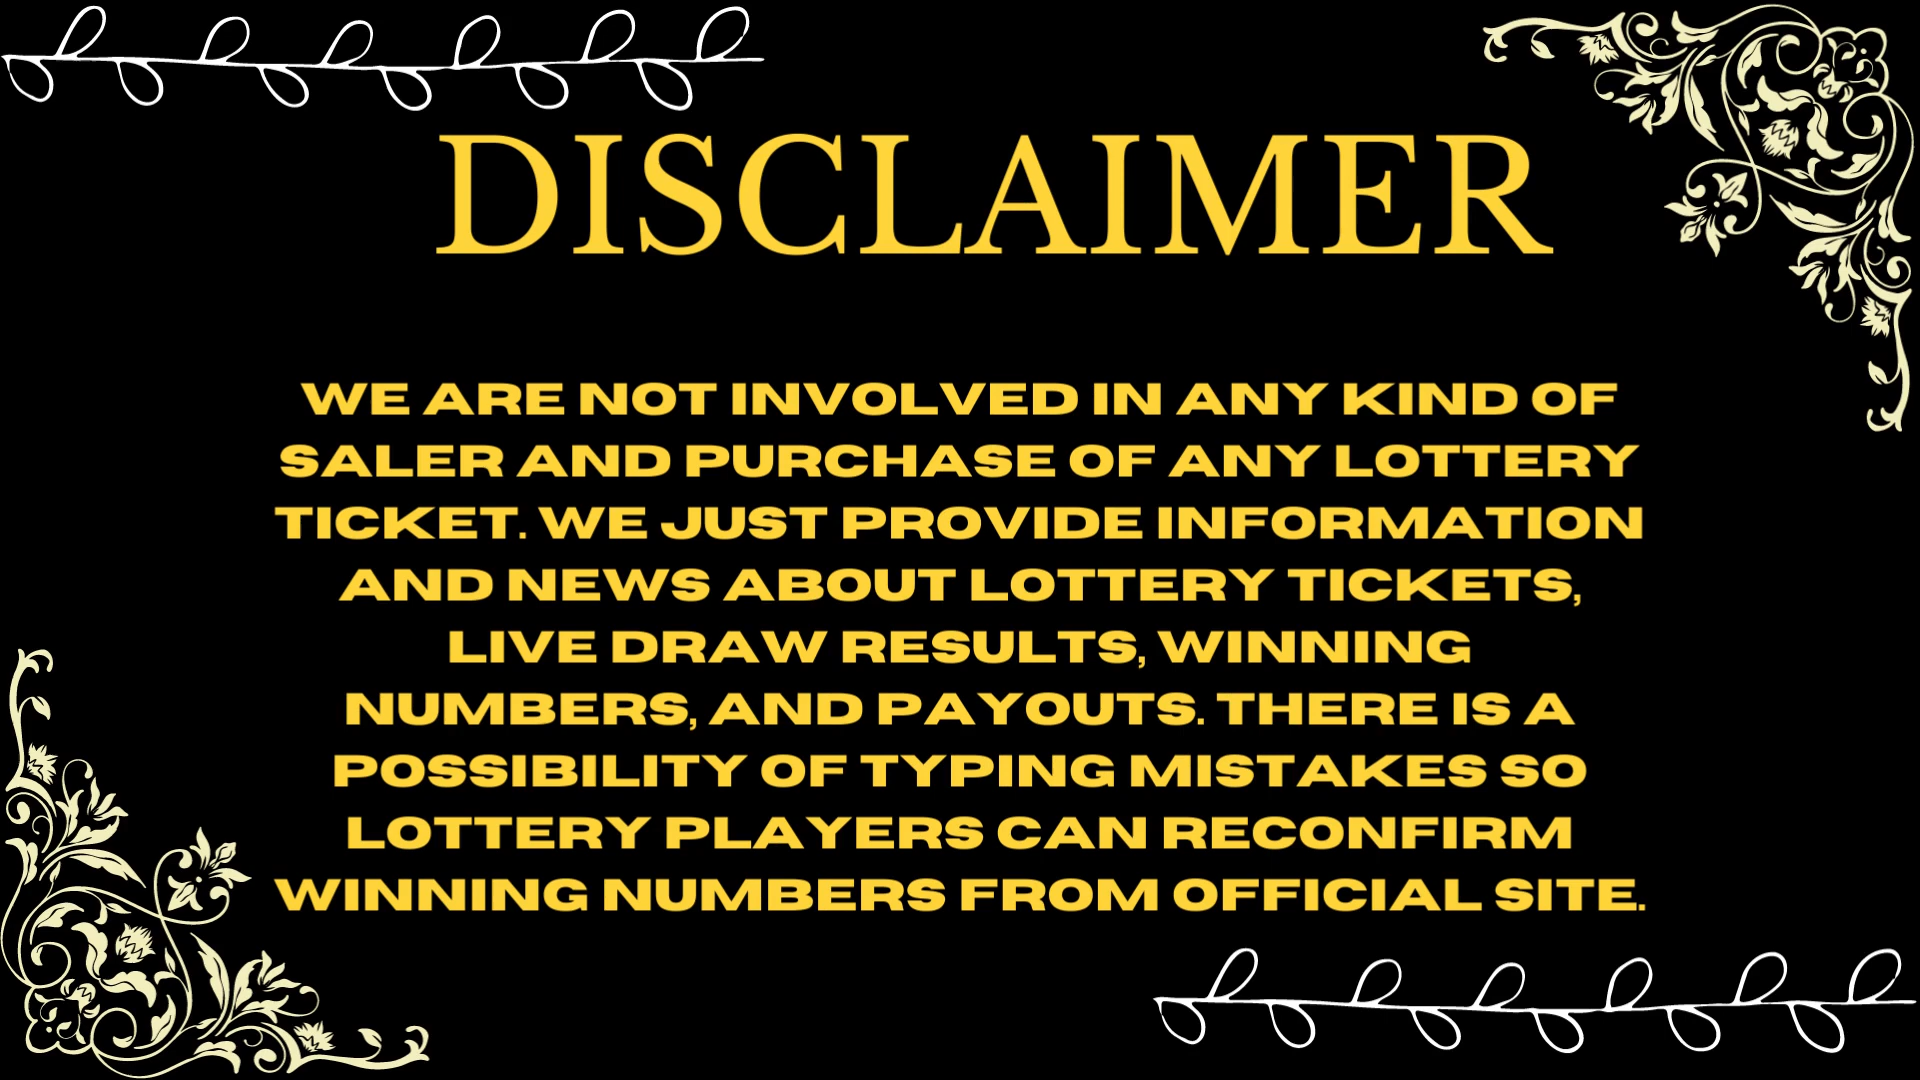 DISCLAIMER
WE ARE NOT INVOLVED IN ANY KIND OF
SALER AND PURCHASE OF ANY LOTTERY
TICKET. WE JUST PROVIDE INFORMATION
AND NEWS ABOUT LOTTERY TICKETS,
LIVE DRAW RESULTS, WINNING
NUMBERS, AND PAYOUTS. THERE IS A
POSSIBILITY OF TYPING MISTAKES SO
LOTTERY PLAYERS CAN RECONFIRM
WINNING NUMBERS FROM OFFICIAL SITE.